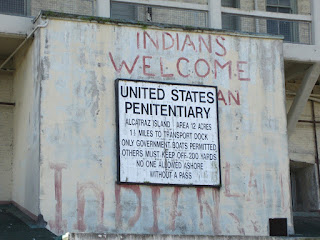 INDIANS
WELCOME
UNITED STATES
PENITENTIARY
ALCATRAZ ISLAND AREA 12 ACRES
1½ MILES TO TRANSPORT DOCK
ONLY GOVERNMENT BOATS PERMITTED
OTHERS MUST KEEP OFF 200 YARDS
NO ONE ALLOWED ASHORE
WITHOUT A PASS
INDIAN